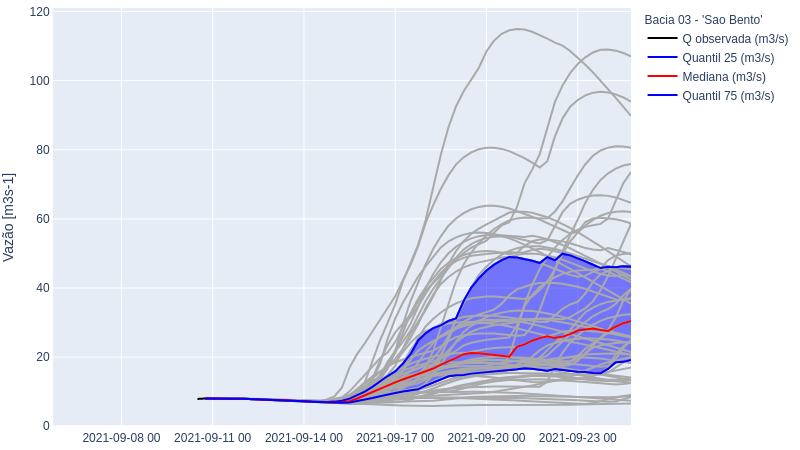 Bacia 03 - 'Sao Bento'
Q observada (m3/s)
Quantil 25 (m3/s)
Mediana (m3/s)
Quantil 75 (m3/s)
Vazão [m3s-1]
120
100
80
60
40
20
0
2021-09-08 00
2021-09-11 00
2021-09-14 00
2021-09-17 00
2021-09-20 00
2021-09-23 00